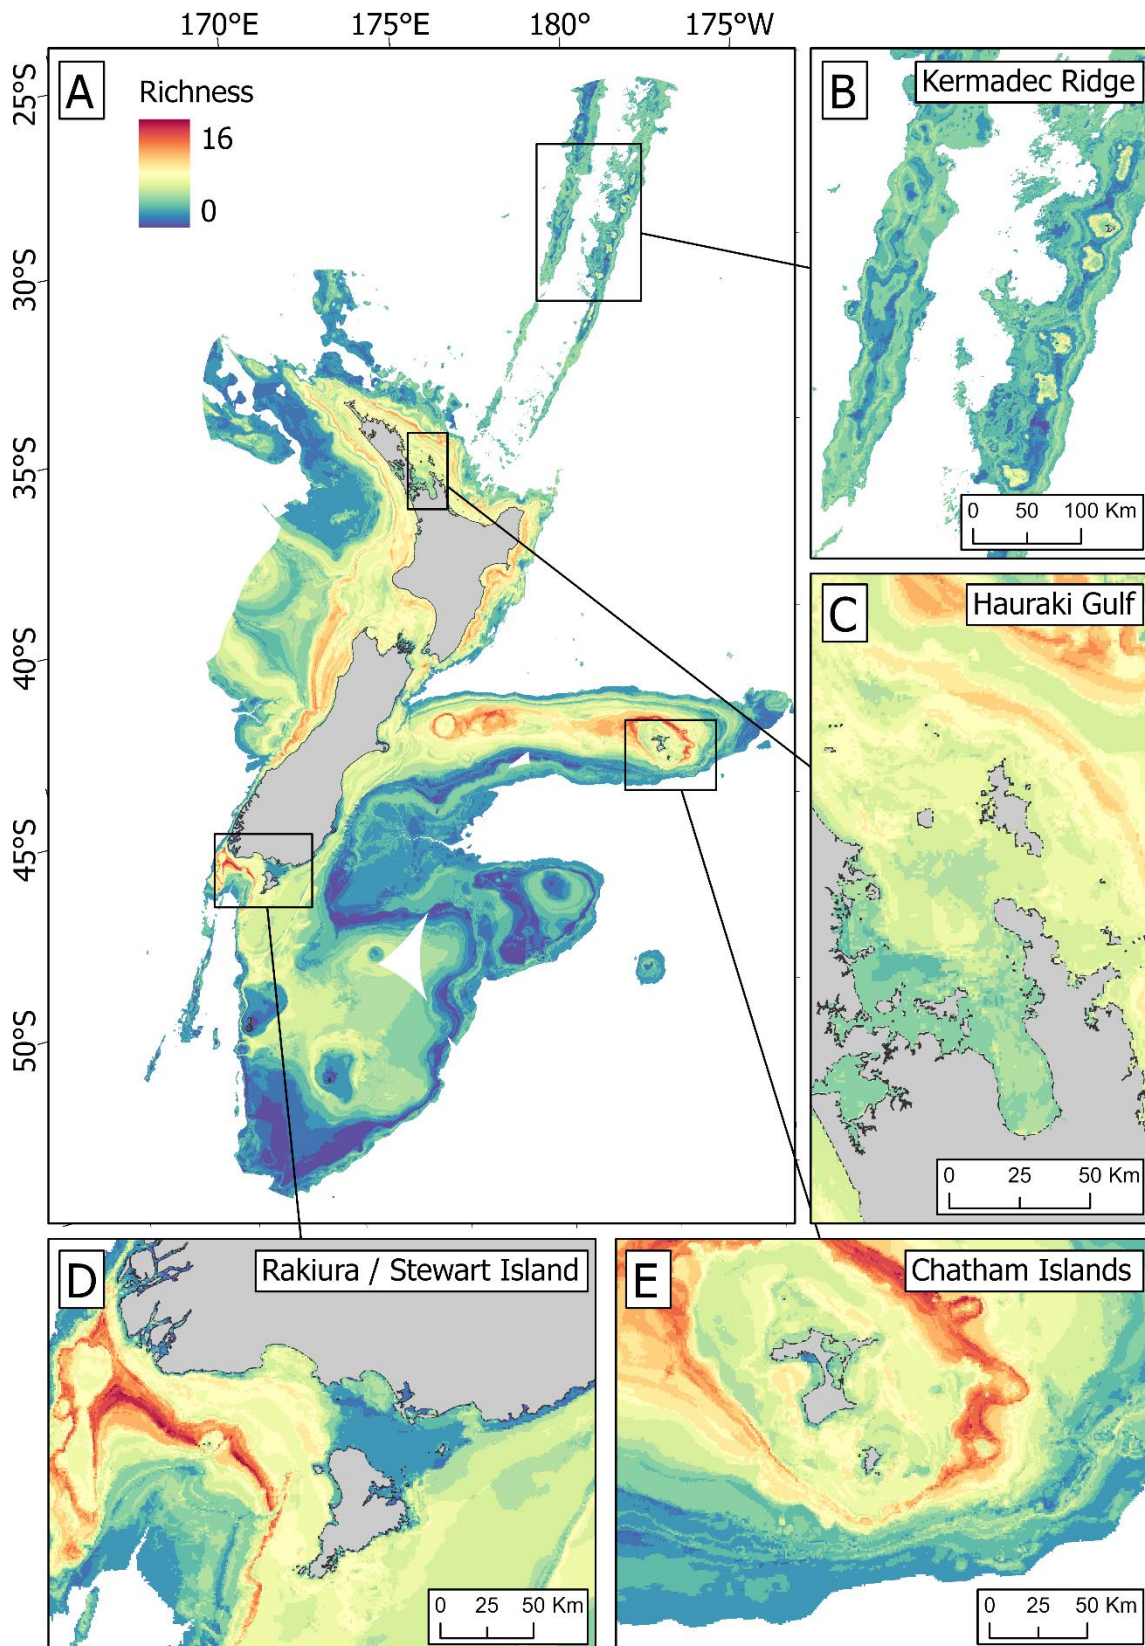 170°E 175°E 180° 175°W
25°S
30°S
35°S
40°S
45°S
50°S
A
Richness
16
0
B
Kermadec Ridge
0 50 100 Km
C
Hauraki Gulf
0 25 50 Km
D
Rakiura / Stewart Island
0 25 50 Km
E
Chatham Islands
0 25 50 Km